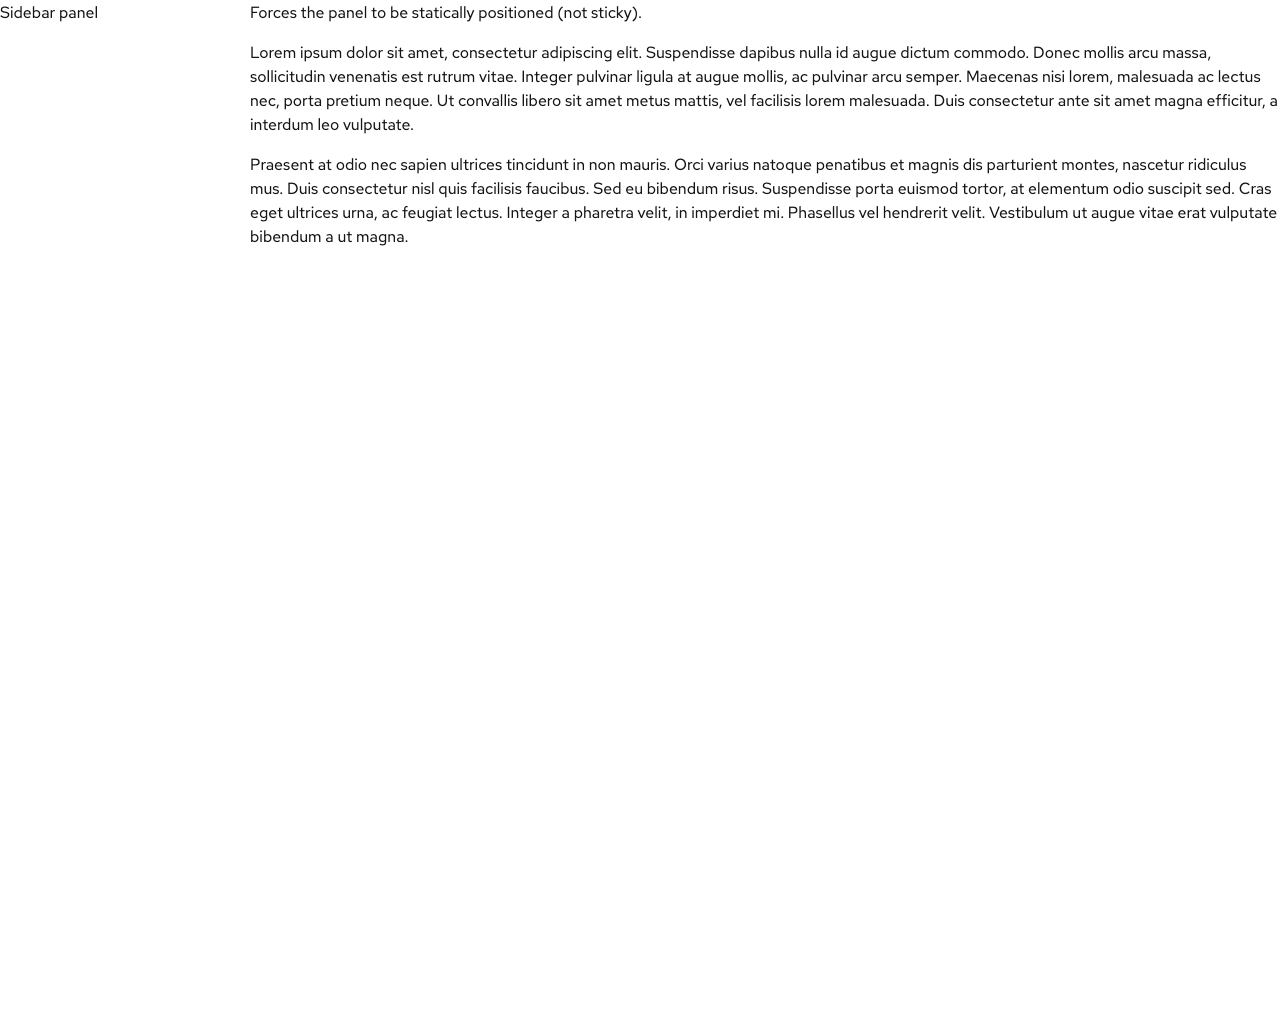 Sidebar panel
Forces the panel to be statically positioned (not sticky).
Lorem ipsum dolor sit amet, consectetur adipiscing elit. Suspendisse dapibus nulla id augue dictum commodo. Donec mollis arcu massa,
sollicitudin venenatis est rutrum vitae. Integer pulvinar ligula at augue mollis, ac pulvinar arcu semper. Maecenas nisi lorem, malesuada ac lectus
nec, porta pretium neque. Ut convallis libero sit amet metus mattis, vel facilisis lorem malesuada. Duis consectetur ante sit amet magna efficitur, a
interdum leo vulputate.
Praesent at odio nec sapien ultrices tincidunt in non mauris. Orci varius natoque penatibus et magnis dis parturient montes, nascetur ridiculus
mus. Duis consectetur nisl quis facilisis faucibus. Sed eu bibendum risus. Suspendisse porta euismod tortor, at elementum odio suscipit sed. Cras
eget ultrices urna, ac feugiat lectus. Integer a pharetra velit, in imperdiet mi. Phasellus vel hendrerit velit. Vestibulum ut augue vitae erat vulputate
bibendum a ut magna.